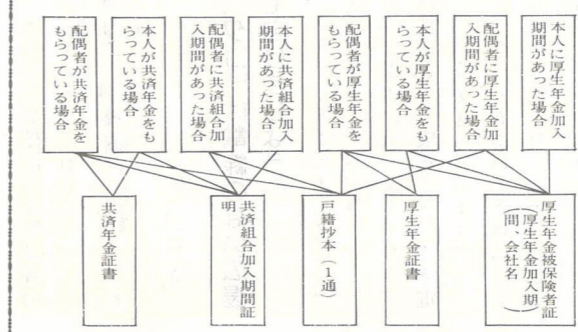 本人に厚生年金加入
期間があった場合
配偶者に厚生年金加
入期間があった場合
本人が厚生年金をも
らっている場合
配偶者が厚生年金を
もらっている場合
本人に共済組合加入
期間があった場合
配偶者に共済組合加
入期間があった場合
本人が共済年金をも
らっている場合
配偶者が共済年金を
もらっている場合
厚生年金被保険者証
(厚生年金加入期
間、会社名)
厚生年金証書
戸籍抄本(1通)
共済組合加入期間証
明
共済年金証書